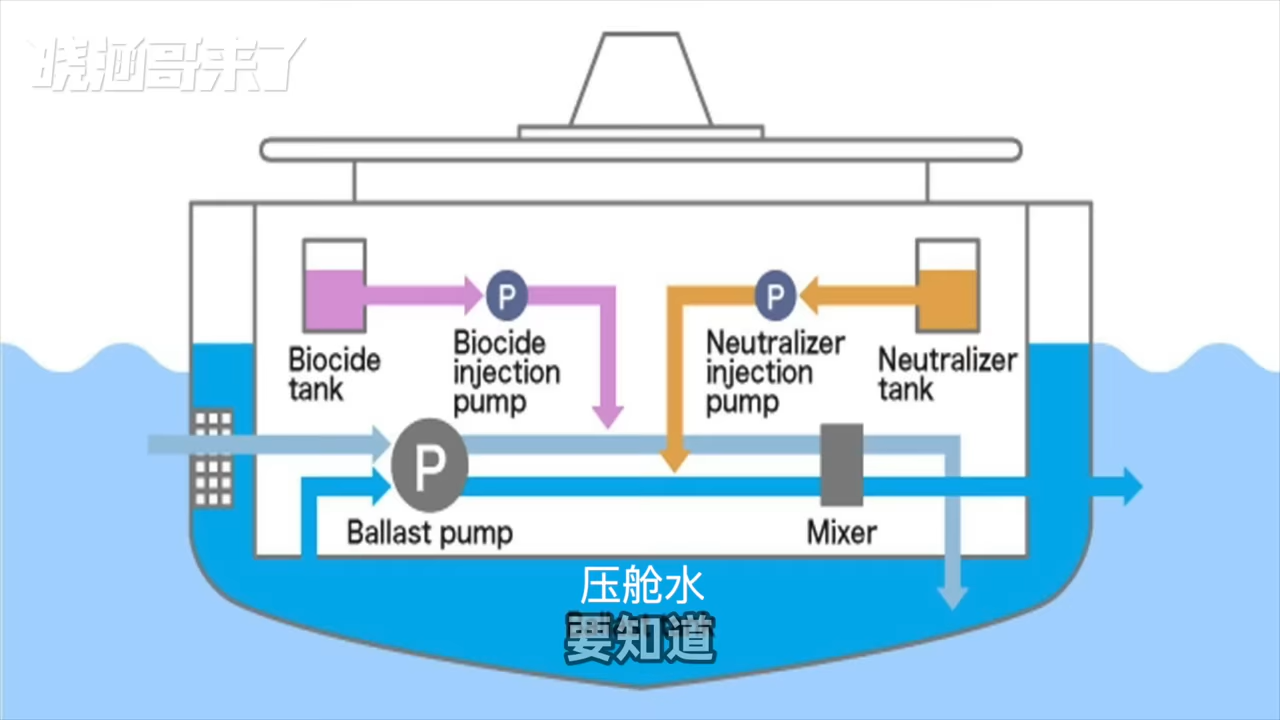 晓涵哥来了
P
P
Biocide
tank
Biocide
injection
pump
Neutralizer
injection
pump
Neutralizer
tank
P
Ballast pump
Mixer
压舱水
要知道